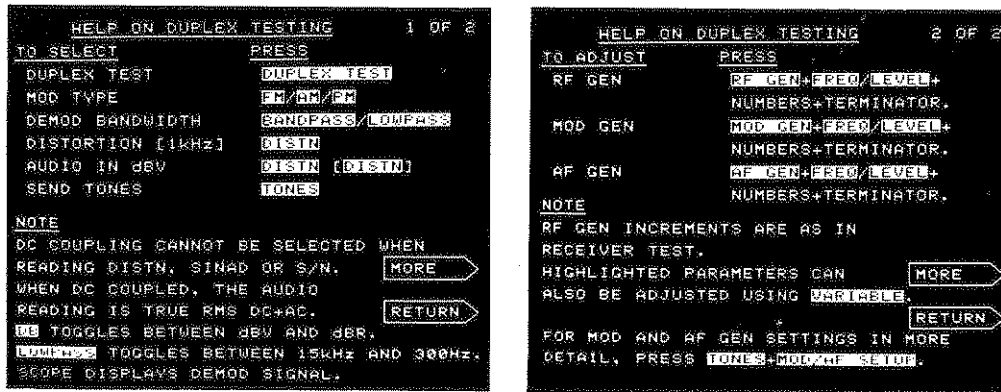 HELP ON DUPLEX TESTING 1 OF 2
TO SELECT PRESS
DUPLEX TEST DUPLEX TEST
MOD TYPE FM/AM/PM
DEMOD BANDWIDTH BANDPASS/LOWPASS
DISTORTION [1kHz] DISTN
AUDIO IN dBV DISTN [DISTN]
SEND TONES TONES
NOTE
DC COUPLING CANNOT BE SELECTED WHEN
READING DISTN, SINAD OR S/N. MORE
WHEN DC COUPLED, THE AUDIO
READING IS TRUE RMS DC+AC. RETURN
DB TOGGLES BETWEEN dBV AND dBR.
LOWPASS TOGGLES BETWEEN 15kHz AND 300Hz.
SCOPE DISPLAYS DEMOD SIGNAL.
HELP ON DUPLEX TESTING 2 OF 2
TO ADJUST PRESS
RF GEN RF GEN+FREQ/LEVEL+
NUMBERS+TERMINATOR.
MOD GEN MOD GEN+FREQ/LEVEL+
NUMBERS+TERMINATOR.
AF GEN AF GEN+FREQ/LEVEL+
NUMBERS+TERMINATOR.
NOTE
RF GEN INCREMENTS ARE AS IN
RECEIVER TEST.
HIGHLIGHTED PARAMETERS CAN MORE
ALSO BE ADJUSTED USING VARIABLE.
RETURN
FOR MOD AND AF GEN SETTINGS IN MORE
DETAIL, PRESS TONES+MOD/AF SETUP.